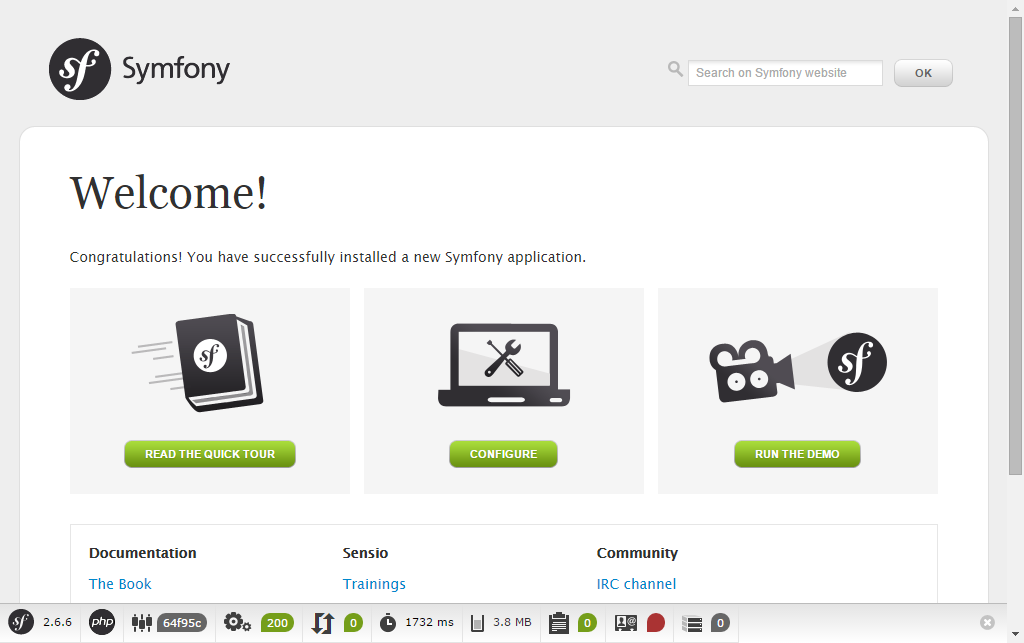 sf Symfony
Search on Symfony website
OK
Welcome!
Congratulations! You have successfully installed a new Symfony application.
sf
sf
READ THE QUICK TOUR
CONFIGURE
RUN THE DEMO
Documentation
Sensio
Community
The Book
Trainings
IRC channel
sf 2.6.6 php 64f95c 200 0 1732 ms 3.8 MB 0 0